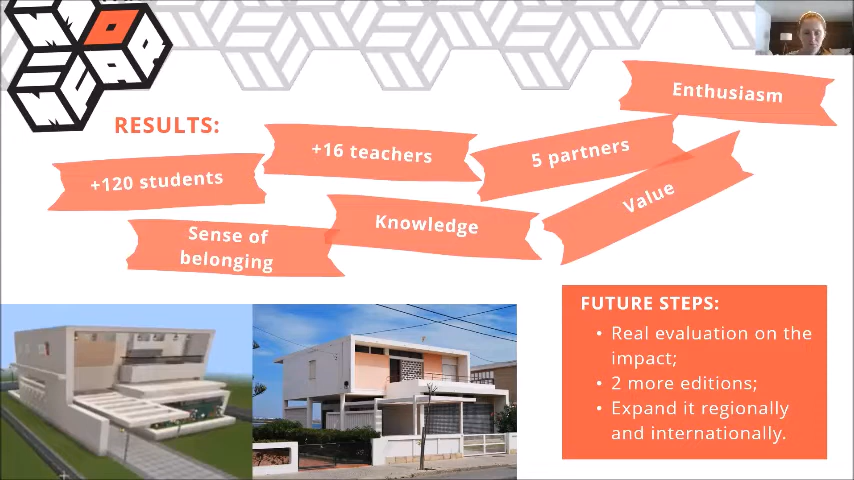 RESULTS:
Enthusiasm
+120 students
+16 teachers
5 partners
Sense of
belonging
Knowledge
Value
FUTURE STEPS:
• Real evaluation on the
impact;
• 2 more editions;
• Expand it regionally
and internationally.